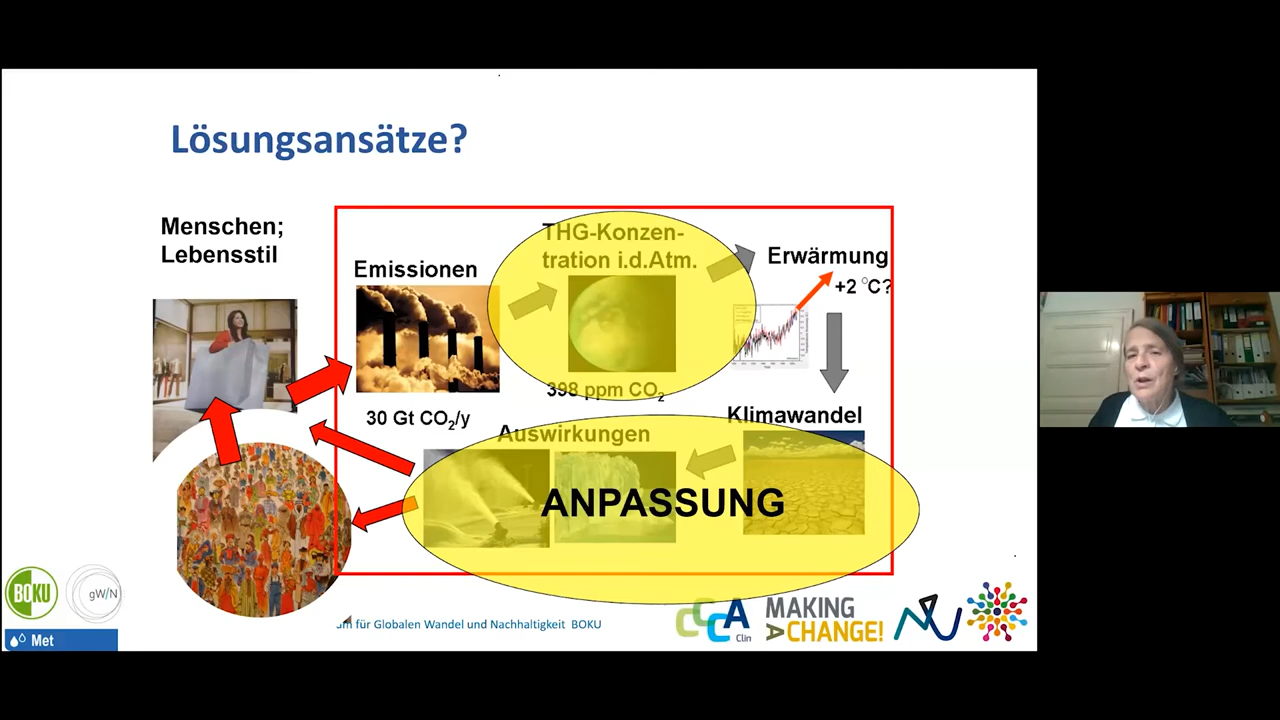 Lösungsansätze?
Menschen;
Lebensstil
Emissionen
30 Gt CO₂/y
THG-Konzen-
tration i.d.Atm.
398 ppm CO₂
Erwärmung
+2 °C?
Klimawandel
Auswirkungen
ANPASSUNG
BOKU
gW/N
Met
für Globalen Wandel und Nachhaltigkeit BOKU
CCCA
Clin
MAKING
A CHANGE!